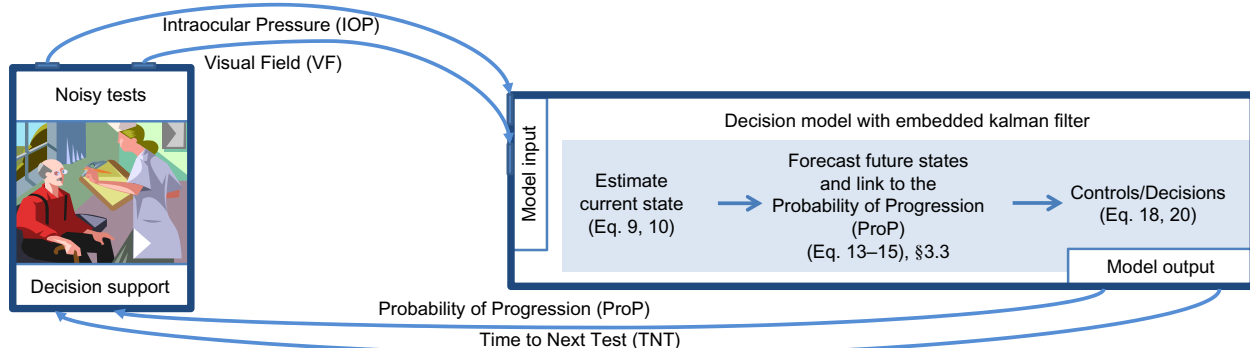 Intraocular Pressure (IOP)
Visual Field (VF)
Noisy tests
Decision support
Model input
Decision model with embedded kalman filter
Estimate
current state
(Eq. 9, 10)
Forecast future states
and link to the
Probability of Progression
(ProP)
(Eq. 13–15), §3.3
Controls/Decisions
(Eq. 18, 20)
Model output
Probability of Progression (ProP)
Time to Next Test (TNT)